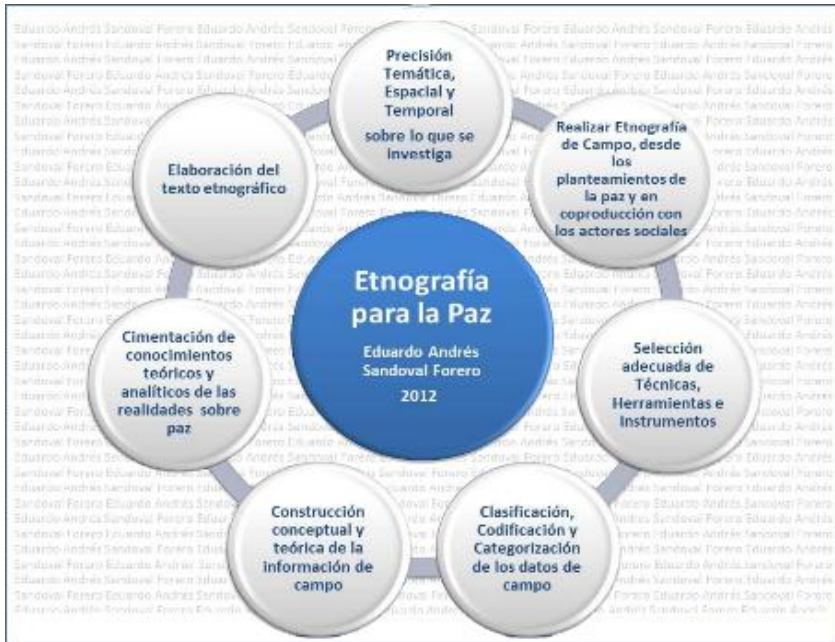 Precisión
Temática,
Espacial y
Temporal
sobre lo que se
investiga
Realizar Etnografía
de Campo, desde
los
planteamientos de
la paz y en
coproducción con
los actores sociales
Selección
adecuada de
Técnicas,
Herramientas e
Instrumentos
Clasificación,
Codificación y
Categorización
de los datos de
campo
Construcción
conceptual y
teórica de la
información de
campo
Cimentación de
conocimientos
teóricos y
analíticos de las
realidades sobre
paz
Elaboración del
texto etnográfico
Etnografía
para la Paz
Eduardo Andrés
Sandoval Forero
2012